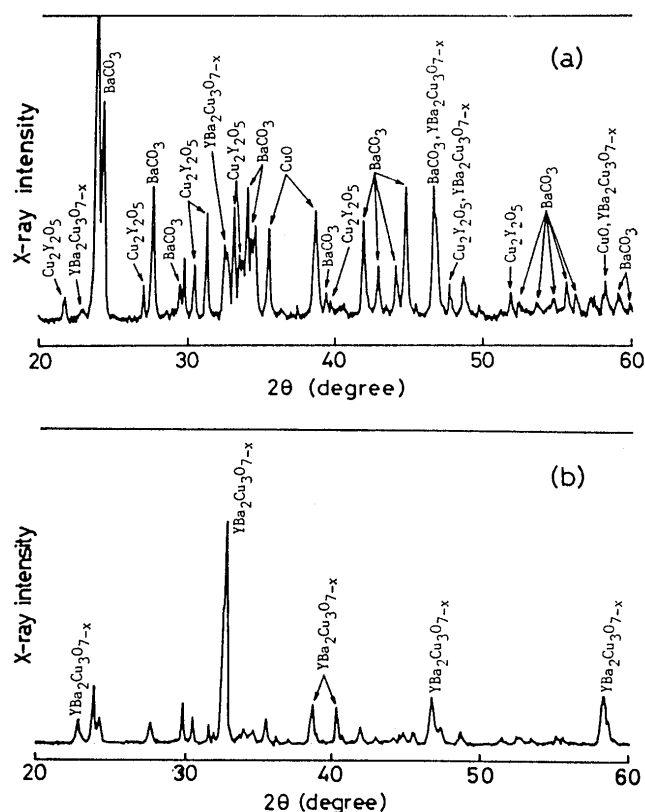 (a)
X-ray intensity
Cu₂Y₂O₅
YBa₂Cu₃O₇₋ₓ
BaCO₃
Cu₂Y₂O₅
BaCO₃
BaCO₃
Cu₂Y₂O₅
YBa₂Cu₃O₇₋ₓ
Cu₂Y₂O₅
BaCO₃
CuO
BaCO₃
Cu₂Y₂O₅
BaCO₃
BaCO₃, YBa₂Cu₃O₇₋ₓ
Cu₂Y₂O₅, YBa₂Cu₃O₇₋ₓ
Cu₂Y₂O₅
BaCO₃
CuO, YBa₂Cu₃O₇₋ₓ
BaCO₃
20 30 40 50 60
2θ (degree)
(b)
X-ray intensity
YBa₂Cu₃O₇₋ₓ
YBa₂Cu₃O₇₋ₓ
YBa₂Cu₃O₇₋ₓ
YBa₂Cu₃O₇₋ₓ
YBa₂Cu₃O₇₋ₓ
20 30 40 50 60
2θ (degree)